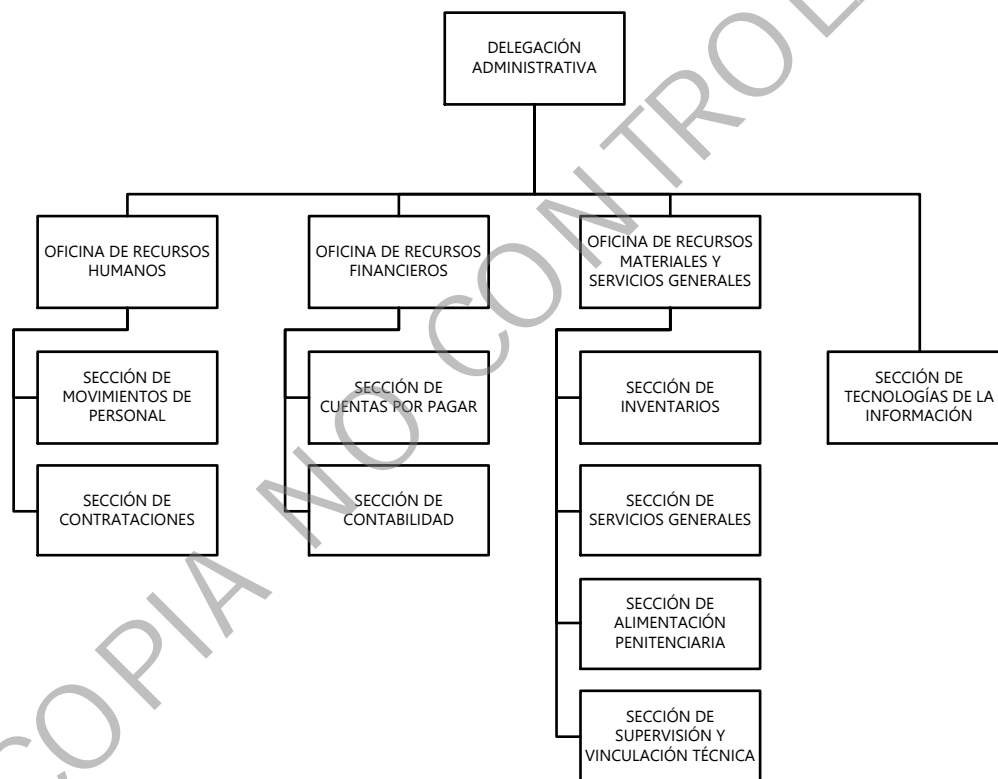 DELEGACIÓN
ADMINISTRATIVA
OFICINA DE RECURSOS
HUMANOS
OFICINA DE RECURSOS
FINANCIEROS
OFICINA DE RECURSOS
MATERIALES Y
SERVICIOS GENERALES
SECCIÓN DE
MOVIMIENTOS DE
PERSONAL
SECCIÓN DE
CUENTAS POR PAGAR
SECCIÓN DE
INVENTARIOS
SECCIÓN DE
TECNOLOGÍAS DE LA
INFORMACIÓN
SECCIÓN DE
CONTRATACIONES
SECCIÓN DE
CONTABILIDAD
SECCIÓN DE
SERVICIOS GENERALES
SECCIÓN DE
ALIMENTACIÓN
PENITENCIARIA
SECCIÓN DE
SUPERVISIÓN Y
VINCULACIÓN TÉCNICA
COPIA NO CONTROL